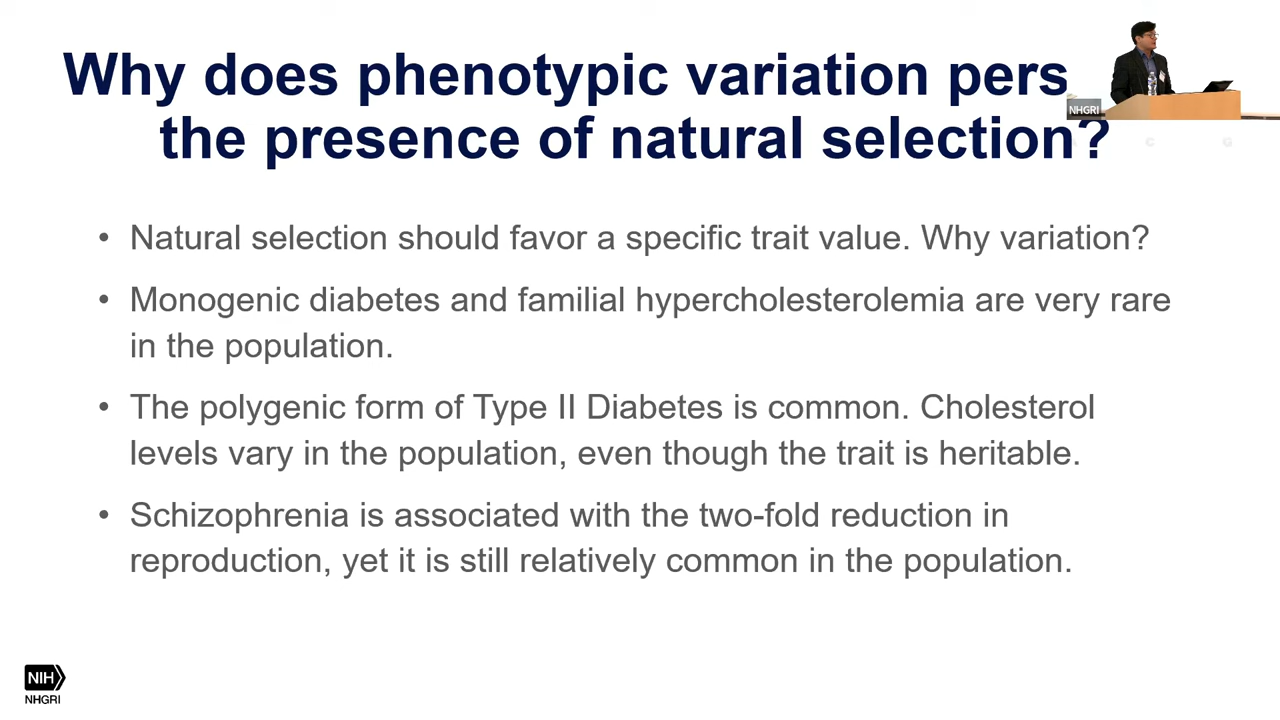 Why does phenotypic variation pers
the presence of natural selection?
NHGRI
• Natural selection should favor a specific trait value. Why variation?
• Monogenic diabetes and familial hypercholesterolemia are very rare
in the population.
• The polygenic form of Type II Diabetes is common. Cholesterol
levels vary in the population, even though the trait is heritable.
• Schizophrenia is associated with the two-fold reduction in
reproduction, yet it is still relatively common in the population.
NIH
NHGRI